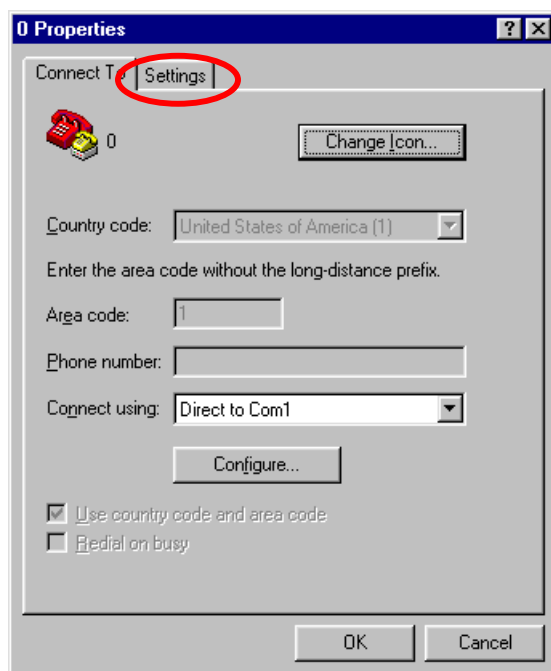 0 Properties
Connect To Settings
0
Change Icon...
Country code: United States of America (1)
Enter the area code without the long-distance prefix.
Area code: 1
Phone number:
Connect using: Direct to Com1
Configure...
Use country code and area code
Redial on busy
OK Cancel